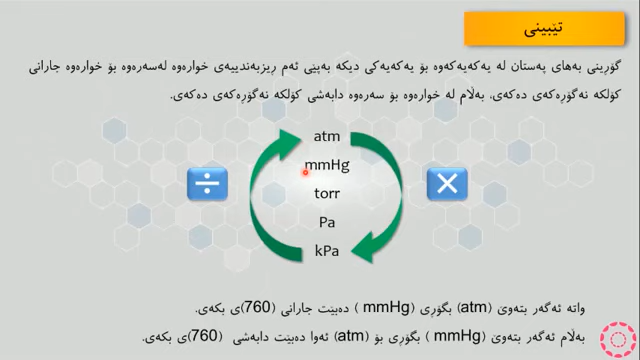 تێبینی
گۆڕینی بەهای پەستان لە یەکەیەکەوە بۆ یەکەیەکی دیکە بەپێی ئەم ڕیزبەندییەی خوارەوە لەسەرەوە بۆ خوارەوە جارانی
کۆلکە نەگۆڕەکەی دەکەی، بەڵام لە خوارەوە بۆ سەرەوە دابەشی کۆلکە نەگۆڕەکەی دەکەی.
atm
mmHg
torr
Pa
kPa
÷
×
واتە ئەگەر بتەوێ (atm) بگۆڕی (mmHg ) دەبێت جارانی (760)ی بکەی.
بەڵام ئەگەر بتەوێ (mmHg ) بگۆڕی بۆ (atm) ئەوا دەبێت دابەشی (760)ی بکەی.